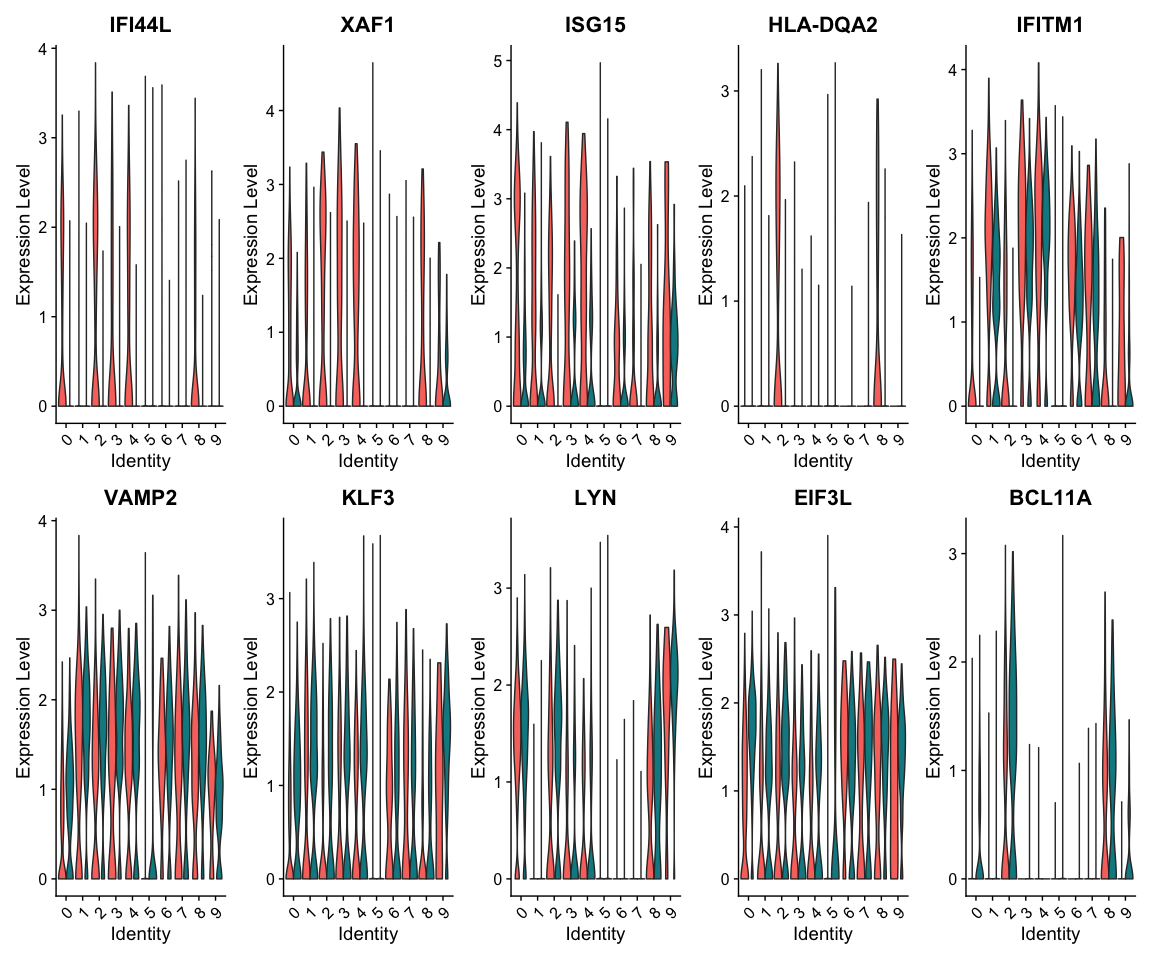 IFI44L XAF1 ISG15 HLA-DQA2 IFITM1
Expression Level Expression Level Expression Level Expression Level Expression Level
4 3 2 1 0
4 3 2 1 0
5 4 3 2 1 0
3 2 1 0
4 3 2 1 0
0 1 2 3 4 5 6 7 8 9
0 1 2 3 4 5 6 7 8 9
0 1 2 3 4 5 6 7 8 9
0 1 2 3 4 5 6 7 8 9
0 1 2 3 4 5 6 7 8 9
Identity Identity Identity Identity Identity
VAMP2 KLF3 LYN EIF3L BCL11A
Expression Level Expression Level Expression Level Expression Level Expression Level
4 3 2 1 0
3 2 1 0
3 2 1 0
4 3 2 1 0
3 2 1 0
0 1 2 3 4 5 6 7 8 9
0 1 2 3 4 5 6 7 8 9
0 1 2 3 4 5 6 7 8 9
0 1 2 3 4 5 6 7 8 9
0 1 2 3 4 5 6 7 8 9
Identity Identity Identity Identity Identity